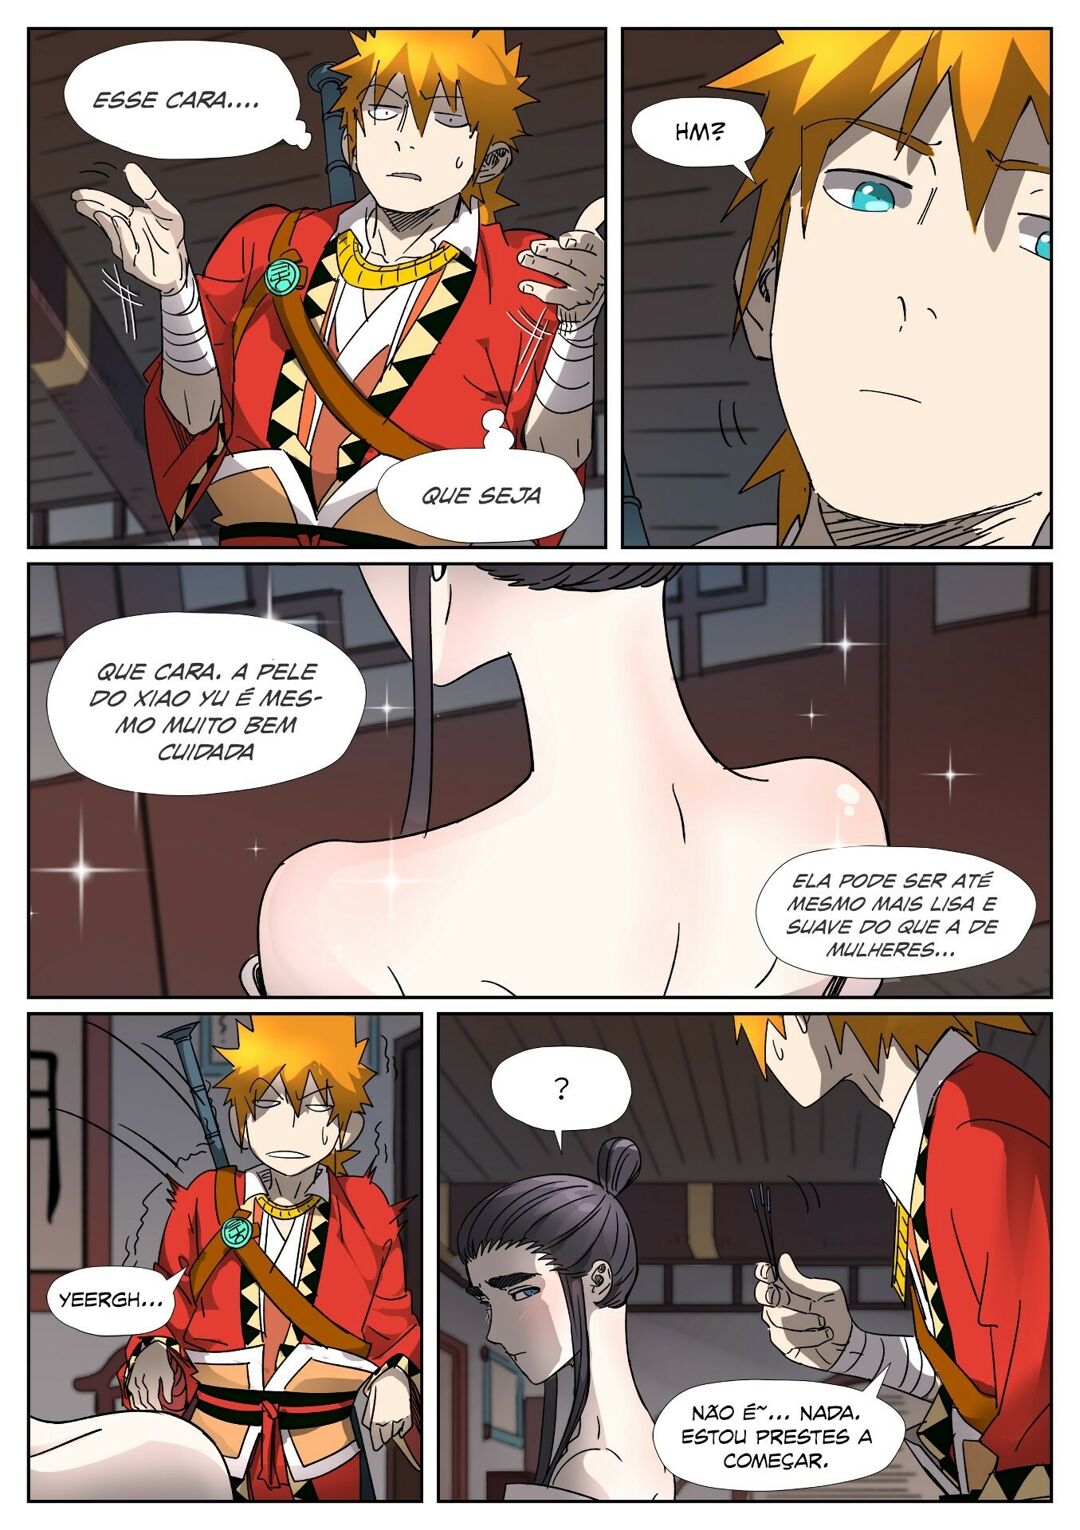 ESSE CARA....
QUE SEJA
HM?
QUE CARA. A PELE
DO XIAO YU É MES-
MO MUITO BEM
CUIDADA
ELA PODE SER ATÉ
MESMO MAIS LISA E
SUAVE DO QUE A DE
MULHERES...
YEERGH...
?
NÃO É~... NADA.
ESTOU PRESTES A
COMEÇAR.